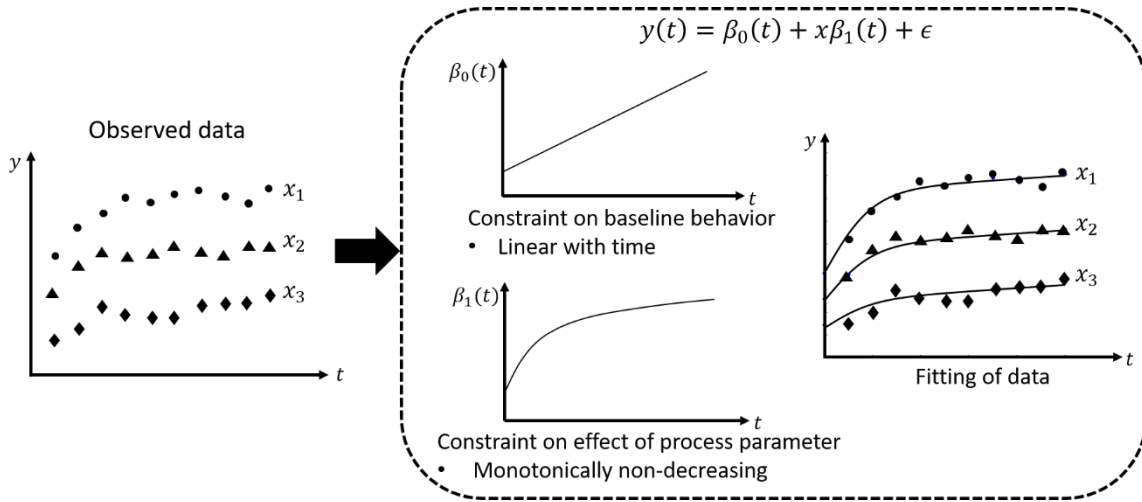 Observed data
y
x₁
x₂
x₃
t
y(t) = β₀(t) + xβ₁(t) + ϵ
β₀(t)
t
Constraint on baseline behavior
• Linear with time
β₁(t)
t
Constraint on effect of process parameter
• Monotonically non-decreasing
y
x₁
x₂
x₃
t
Fitting of data